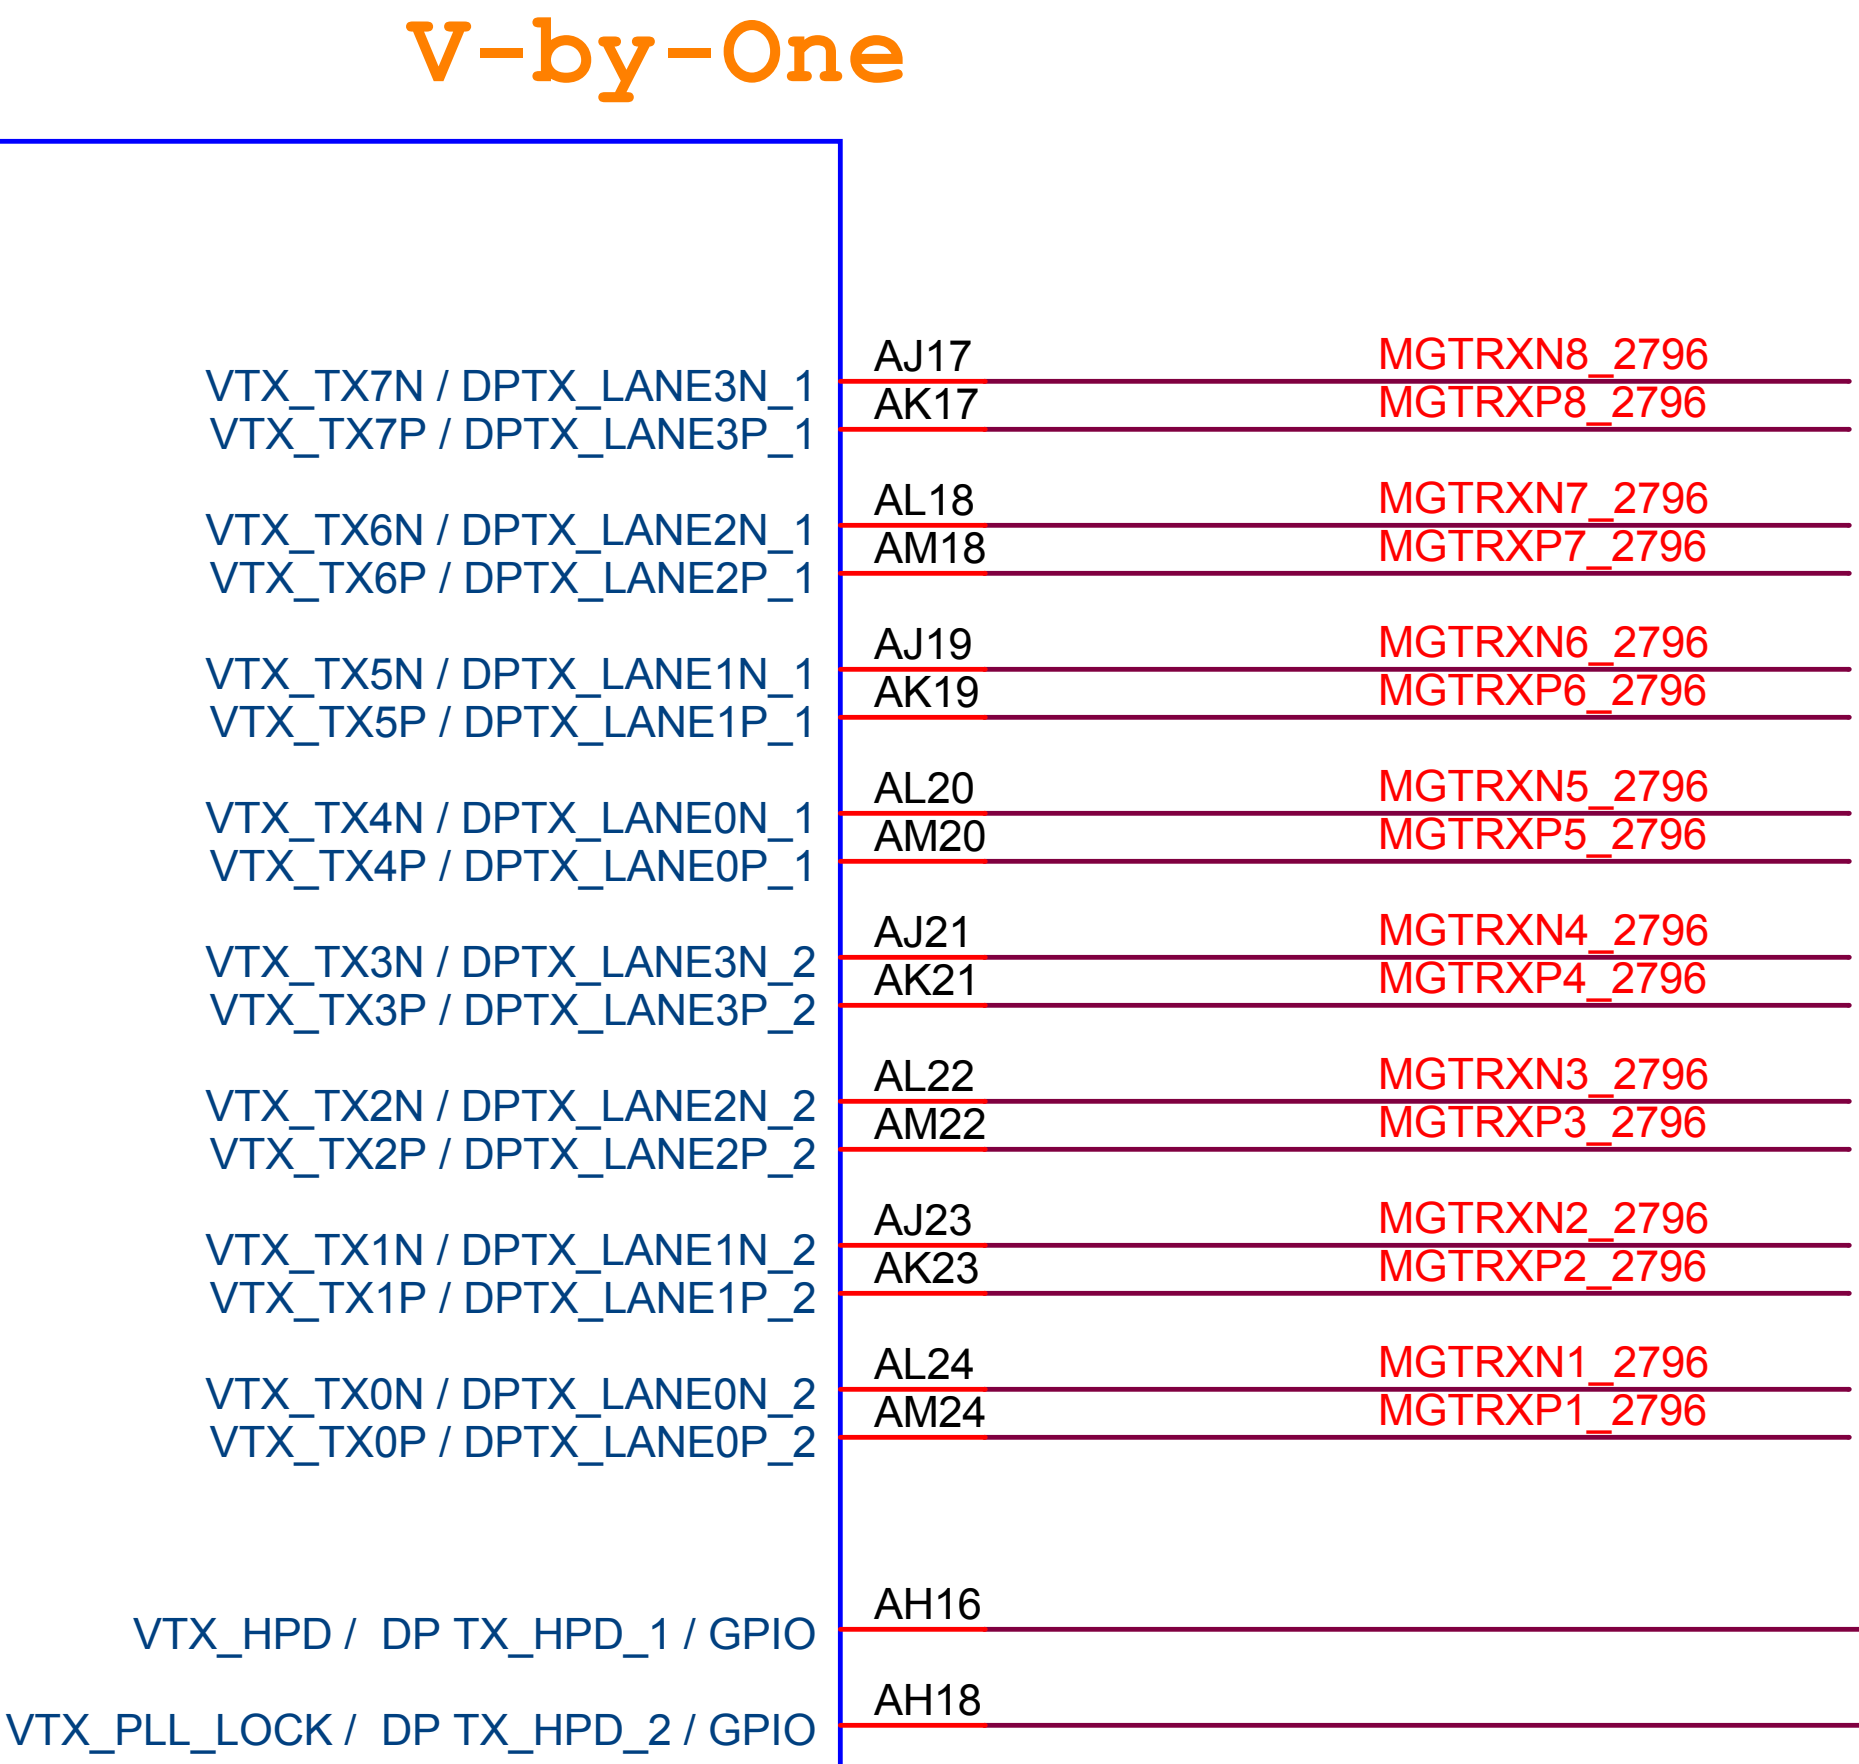 V-by-One
VTX_TX7N / DPTX_LANE3N_1 AJ17 MGTRXN8_2796
VTX_TX7P / DPTX_LANE3P_1 AK17 MGTRXP8_2796
VTX_TX6N / DPTX_LANE2N_1 AL18 MGTRXN7_2796
VTX_TX6P / DPTX_LANE2P_1 AM18 MGTRXP7_2796
VTX_TX5N / DPTX_LANE1N_1 AJ19 MGTRXN6_2796
VTX_TX5P / DPTX_LANE1P_1 AK19 MGTRXP6_2796
VTX_TX4N / DPTX_LANE0N_1 AL20 MGTRXN5_2796
VTX_TX4P / DPTX_LANE0P_1 AM20 MGTRXP5_2796
VTX_TX3N / DPTX_LANE3N_2 AJ21 MGTRXN4_2796
VTX_TX3P / DPTX_LANE3P_2 AK21 MGTRXP4_2796
VTX_TX2N / DPTX_LANE2N_2 AL22 MGTRXN3_2796
VTX_TX2P / DPTX_LANE2P_2 AM22 MGTRXP3_2796
VTX_TX1N / DPTX_LANE1N_2 AJ23 MGTRXN2_2796
VTX_TX1P / DPTX_LANE1P_2 AK23 MGTRXP2_2796
VTX_TX0N / DPTX_LANE0N_2 AL24 MGTRXN1_2796
VTX_TX0P / DPTX_LANE0P_2 AM24 MGTRXP1_2796
VTX_HPD / DP TX_HPD_1 / GPIO AH16
VTX_PLL_LOCK / DP TX_HPD_2 / GPIO AH18